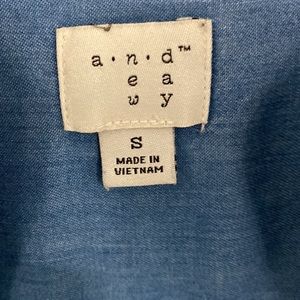 a · n · d™
e a
w y
S
MADE IN
VIETNAM